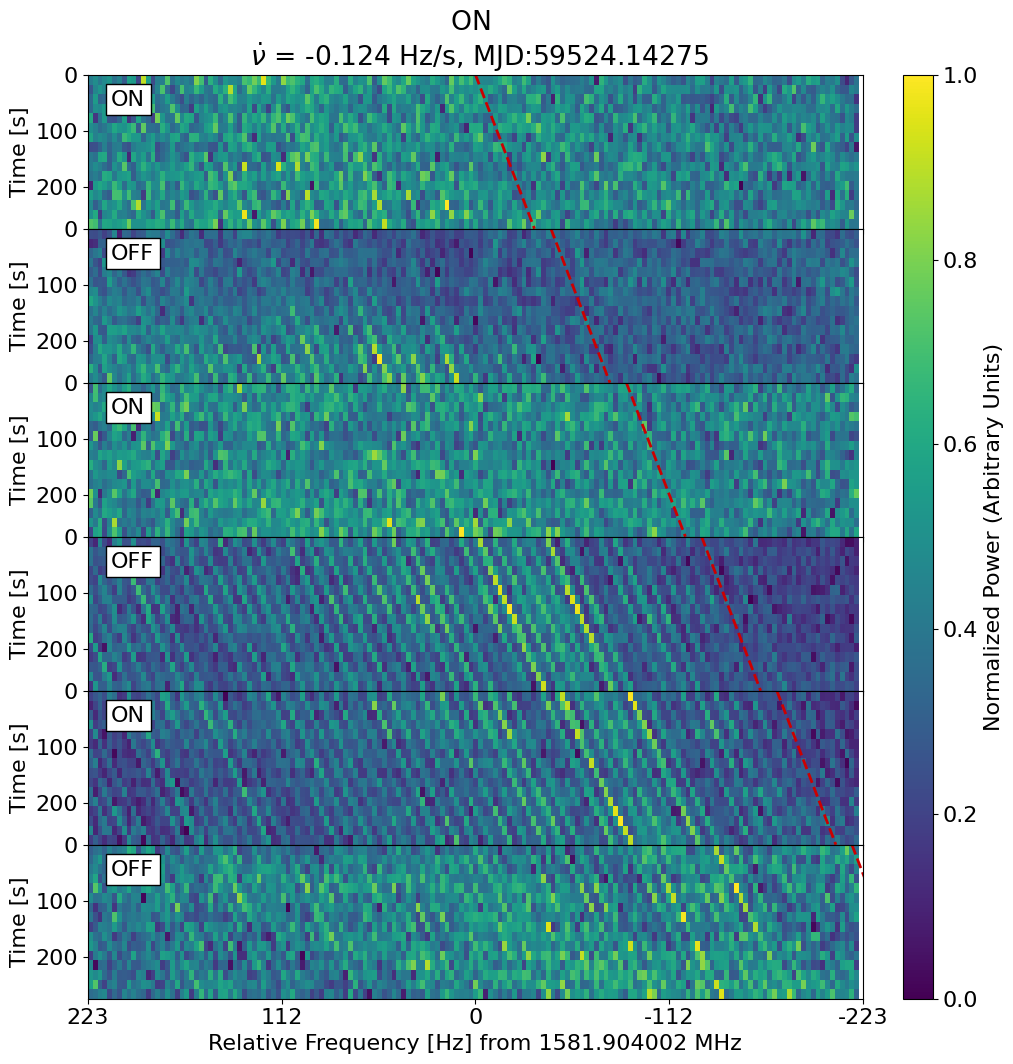 ON
ν̇ = -0.124 Hz/s, MJD:59524.14275
0
100
200
Time [s]
ON
0
100
200
Time [s]
OFF
0
100
200
Time [s]
ON
0
100
200
Time [s]
OFF
0
100
200
Time [s]
ON
0
100
200
Time [s]
OFF
223 112 0 -112 -223
Relative Frequency [Hz] from 1581.904002 MHz
1.0
0.8
0.6
0.4
0.2
0.0
Normalized Power (Arbitrary Units)